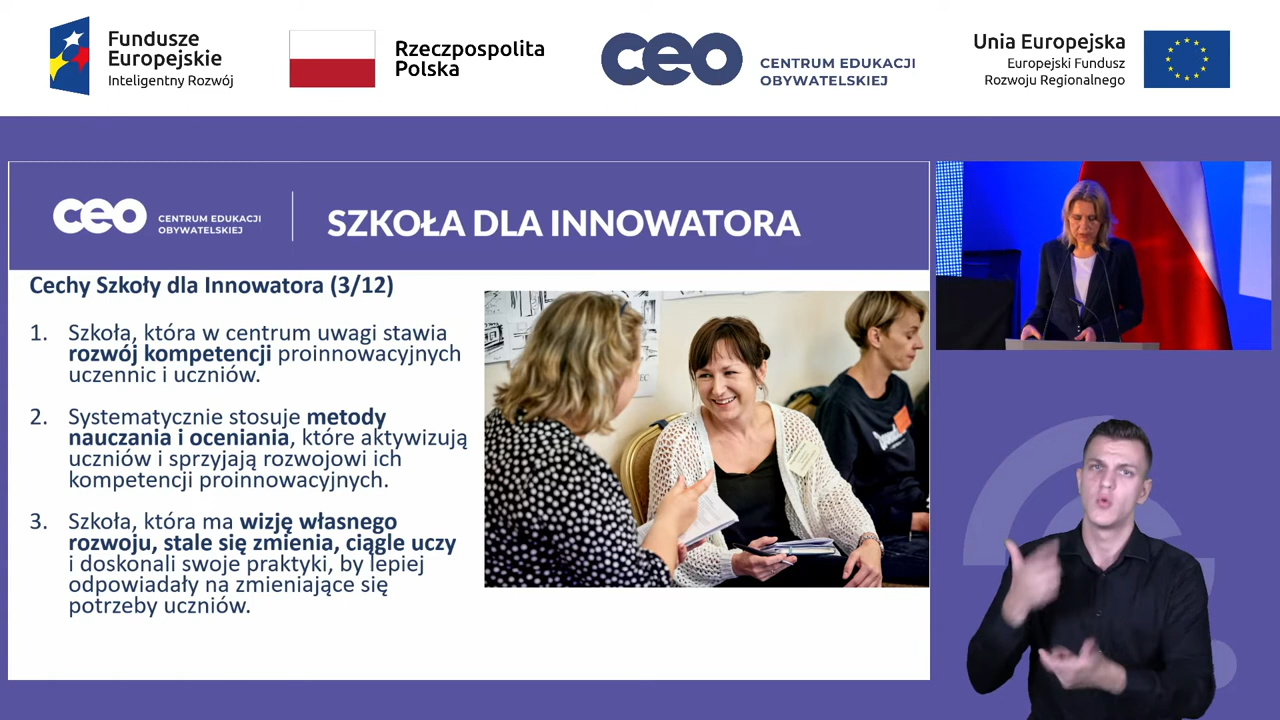 Fundusze
Europejskie
Inteligentny Rozwój
Rzeczpospolita
Polska
ceo
CENTRUM EDUKACJI
OBYWATELSKIEJ
Unia Europejska
Europejski Fundusz
Rozwoju Regionalnego
ceo
CENTRUM EDUKACJI
OBYWATELSKIEJ
SZKOŁA DLA INNOWATORA
Cechy Szkoły dla Innowatora (3/12)
1. Szkoła, która w centrum uwagi stawia
rozwój kompetencji proinnowacyjnych
uczennic i uczniów.
2. Systematycznie stosuje metody
nauczania i oceniania, które aktywizują
uczniów i sprzyjają rozwojowi ich
kompetencji proinnowacyjnych.
3. Szkoła, która ma wizję własnego
rozwoju, stale się zmienia, ciągle uczy
i doskonali swoje praktyki, by lepiej
odpowiadały na zmieniające się
potrzeby uczniów.